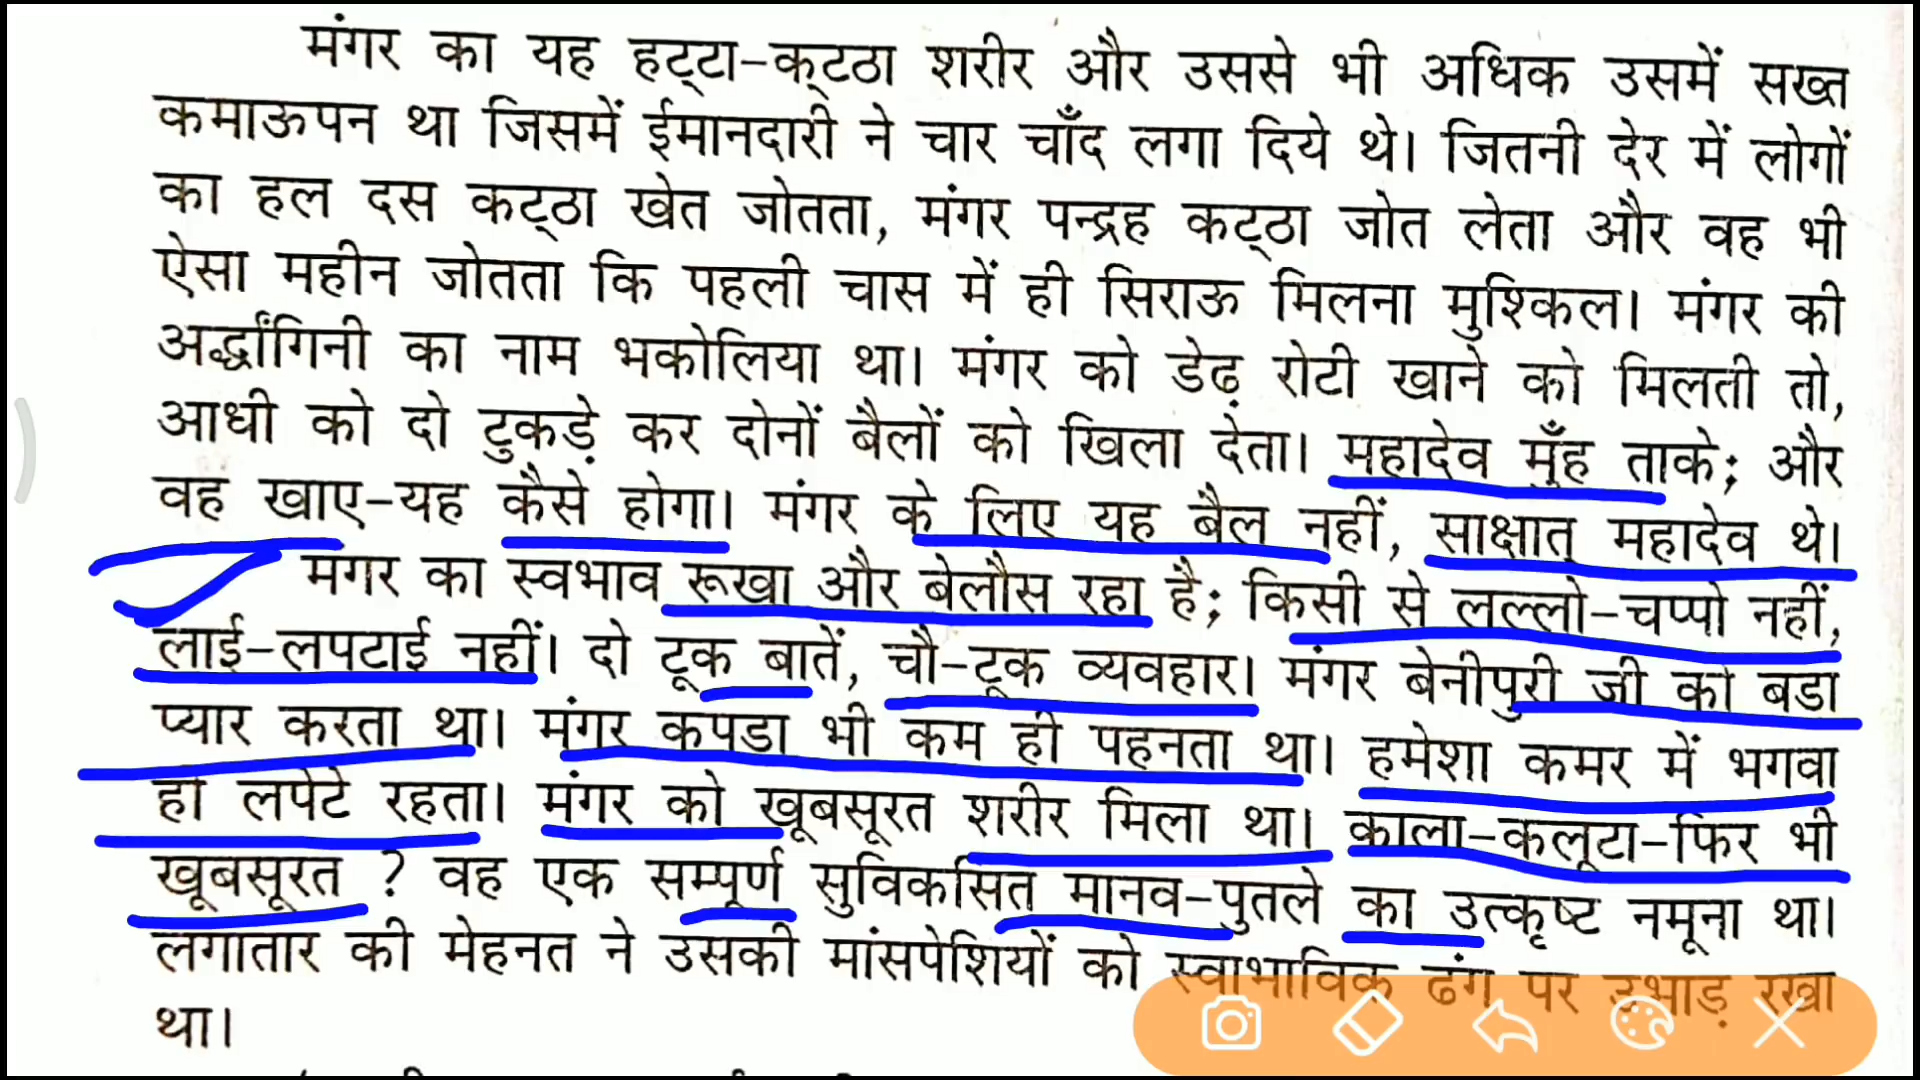 मंगर का यह हट्टा-कट्ठा शरीर और उससे भी अधिक उसमें सख्त
कमाऊपन था जिसमें ईमानदारी ने चार चाँद लगा दिये थे। जितनी देर में लोगों
का हल दस कट्ठा खेत जोतता, मंगर पन्द्रह कट्ठा जोत लेता और वह भी
ऐसा महीन जोतता कि पहली चास में ही सिराऊ मिलना मुश्किल। मंगर की
अर्द्धांगिनी का नाम भकोलिया था। मंगर को डेढ़ रोटी खाने को मिलती तो,
आधी को दो टुकड़े कर दोनों बैलों को खिला देता। महादेव मुँह ताके; और
वह खाए-यह कैसे होगा। मंगर के लिए यह बैल नहीं, साक्षात् महादेव थे।
मगर का स्वभाव रूखा और बेलौस रहा है; किसी से लल्लो-चप्पो नहीं,
लाई-लपटाई नहीं। दो टूक बातें, चौ-टूक व्यवहार। मंगर बेनीपुरी जी को बडा
प्यार करता था। मंगर कपडा भी कम ही पहनता था। हमेशा कमर में भगवा
ही लपेटे रहता। मंगर को खूबसूरत शरीर मिला था। काला-कलूटा-फिर भी
खूबसूरत ? वह एक सम्पूर्ण सुविकसित मानव-पुतले का उत्कृष्ट नमूना था।
लगातार की मेहनत ने उसकी मांसपेशियों को स्वाभाविक ढंग पर उभाड़ रखा
था।